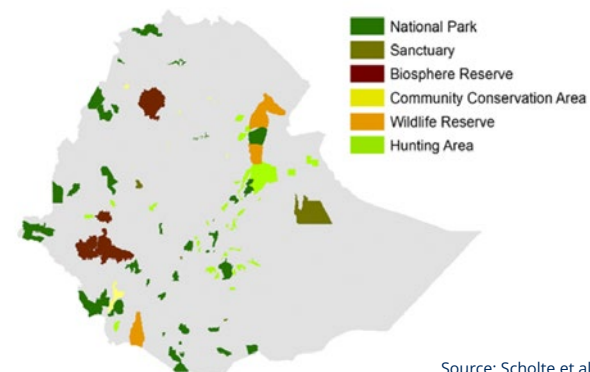 National Park
Sanctuary
Biosphere Reserve
Community Conservation Area
Wildlife Reserve
Hunting Area
Source: Scholte et al